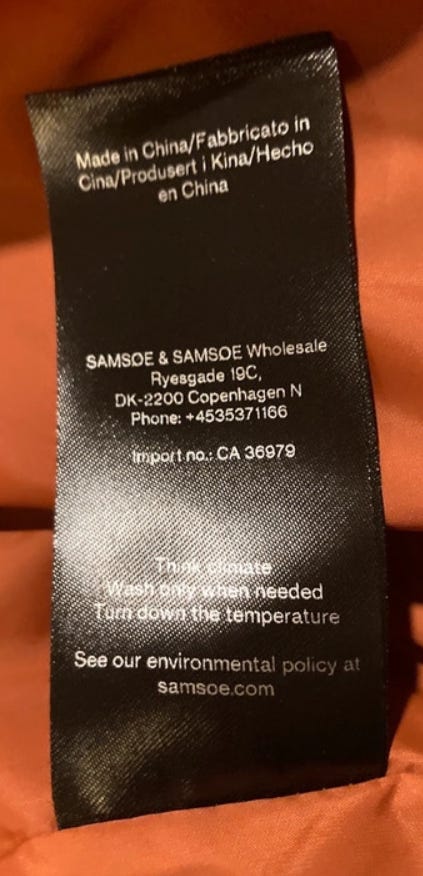 Made in China/Fabbricato in
Cina/Produsert i Kina/Hecho
en China
SAMSØE & SAMSØE Wholesale
Ryesgade 19C,
DK-2200 Copenhagen N
Phone: +4535371166
Import no.: CA 36979
Think climate
Wash only when needed
Turn down the temperature
See our environmental policy at
samsoe.com